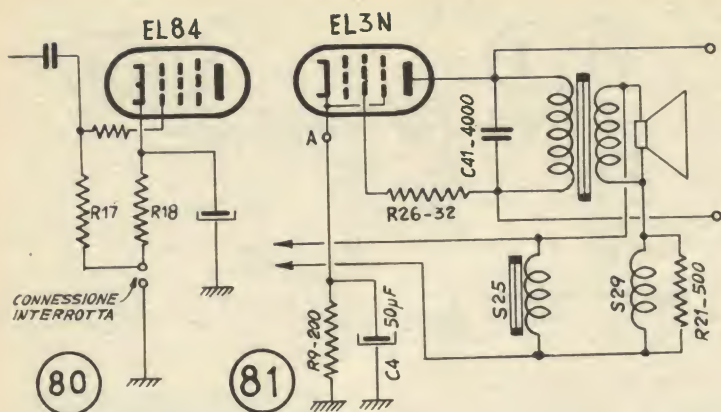 EL84
EL3N
A
C41-4000
R26-32
R17
R18
CONNESSIONE
INTERROTTA
R9-200
50µF
C4
S25
S29
R21-500
80
81